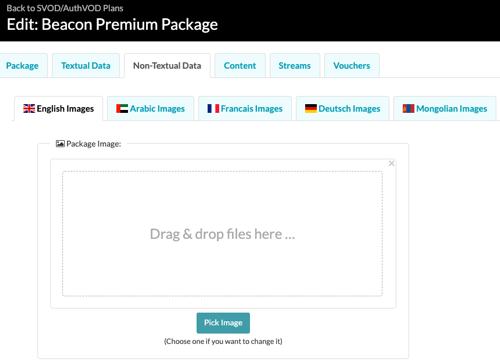 Back to SVOD/AuthVOD Plans
Edit: Beacon Premium Package
Package Textual Data Non-Textual Data Content Streams Vouchers
English Images Arabic Images Francais Images Deutsch Images Mongolian Images
Package Image:
×
Drag & drop files here ...
Pick Image
(Choose one if you want to change it)